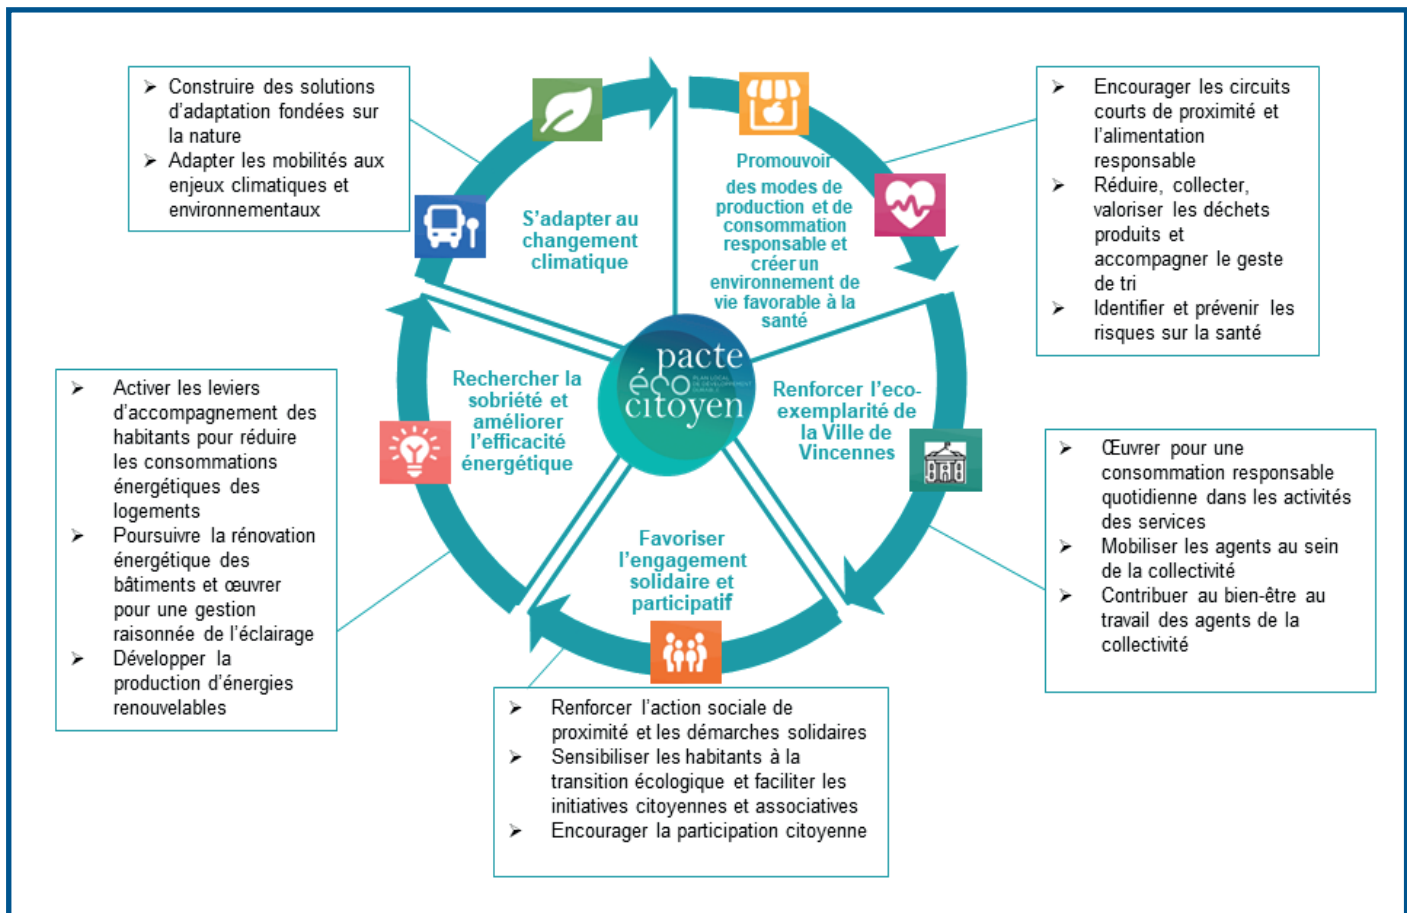 ➢ Construire des solutions
d’adaptation fondées sur
la nature
➢ Adapter les mobilités aux
enjeux climatiques et
environnementaux
➢ Encourager les circuits
courts de proximité et
l’alimentation
responsable
➢ Réduire, collecter,
valoriser les déchets
produits et
accompagner le geste
de tri
➢ Identifier et prévenir les
risques sur la santé
Promouvoir
des modes de
production et de
consommation
responsable et
créer un
environnement de
vie favorable à la
santé
S’adapter au
changement
climatique
pacte
éco
PLAN LOCAL
DE DÉVELOPPEMENT
DURABLE
citoyen
Rechercher la
sobriété et
améliorer
l’efficacité
énergétique
Renforcer l’eco-
exemplarité de
la Ville de
Vincennes
Favoriser
l’engagement
solidaire et
participatif
➢ Activer les leviers
d’accompagnement des
habitants pour réduire
les consommations
énergétiques des
logements
➢ Poursuivre la rénovation
énergétique des
bâtiments et œuvrer
pour une gestion
raisonnée de l’éclairage
➢ Développer la
production d’énergies
renouvelables
➢ Œuvrer pour une
consommation responsable
quotidienne dans les activités
des services
➢ Mobiliser les agents au sein
de la collectivité
➢ Contribuer au bien-être au
travail des agents de la
collectivité
➢ Renforcer l’action sociale de
proximité et les démarches solidaires
➢ Sensibiliser les habitants à la
transition écologique et faciliter les
initiatives citoyennes et associatives
➢ Encourager la participation citoyenne